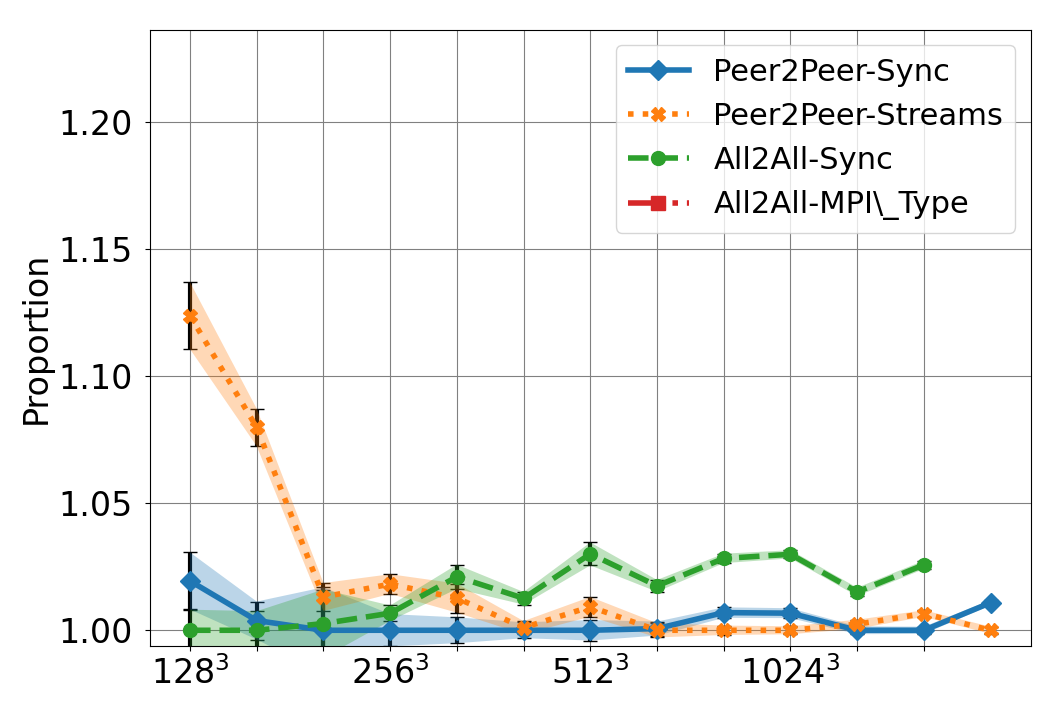 Peer2Peer-Sync
Peer2Peer-Streams
All2All-Sync
All2All-MPI\_Type
Proportion
1.20
1.15
1.10
1.05
1.00
128³ 256³ 512³ 1024³